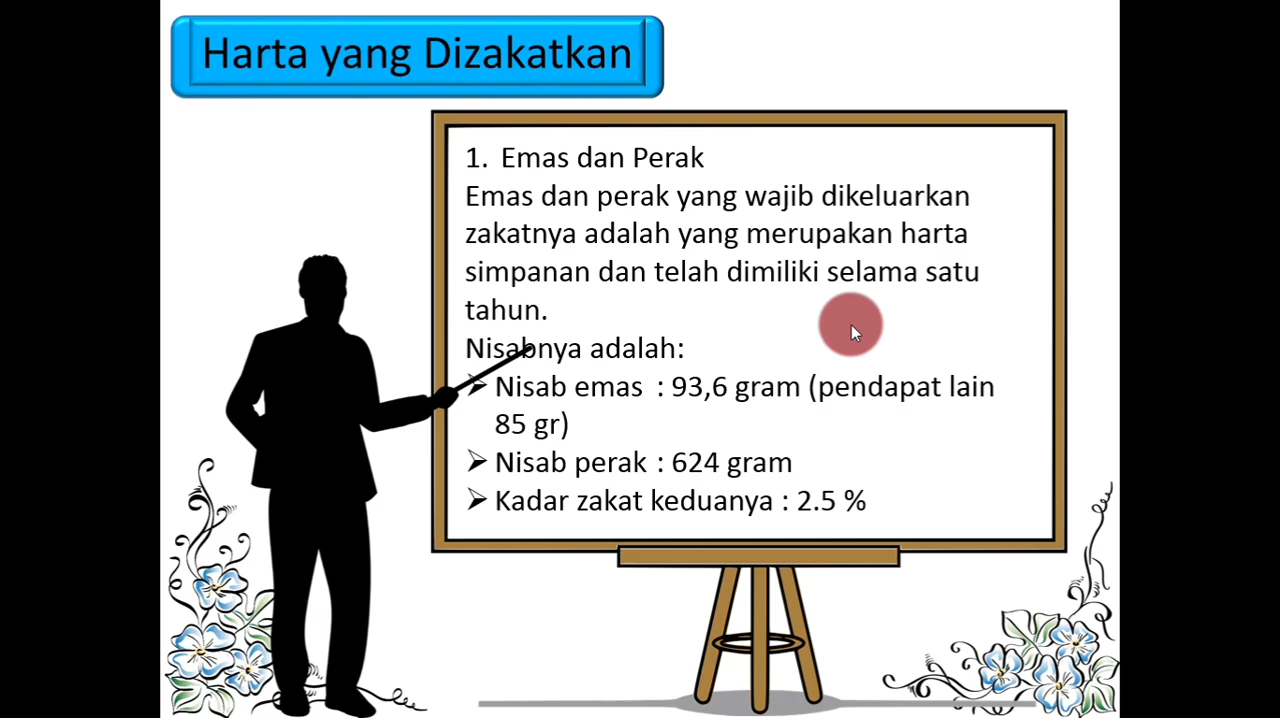 Harta yang Dizakatkan
1. Emas dan Perak
Emas dan perak yang wajib dikeluarkan
zakatnya adalah yang merupakan harta
simpanan dan telah dimiliki selama satu
tahun.
Nisabnya adalah:
➢ Nisab emas : 93,6 gram (pendapat lain
85 gr)
➢ Nisab perak : 624 gram
➢ Kadar zakat keduanya : 2.5 %